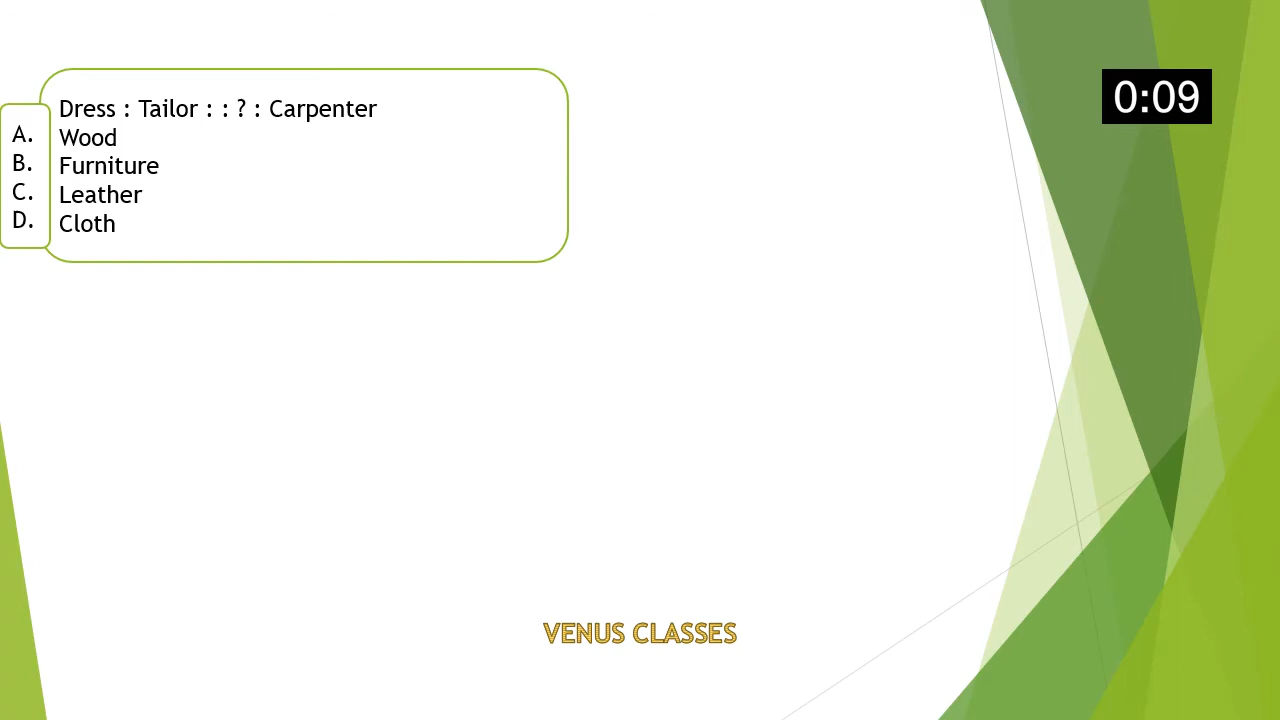 Dress : Tailor : : ? : Carpenter
A. Wood
B. Furniture
C. Leather
D. Cloth
0:09
VENUS CLASSES